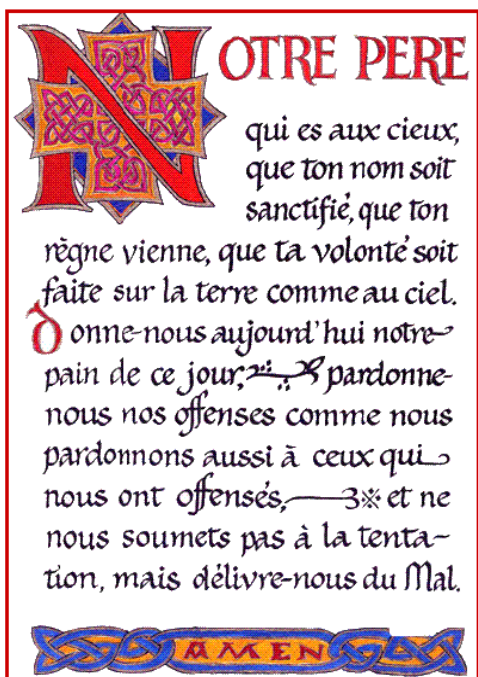 NOTRE PERE
qui es aux cieux,
que ton nom soit
sanctifié, que ton
règne vienne, que ta volonté soit
faite sur la terre comme au ciel.
Donne-nous aujourd'hui notre
pain de ce jour, pardonne-
nous nos offenses comme nous
pardonnons aussi à ceux qui
nous ont offensés, et ne
nous soumets pas à la tenta-
tion, mais délivre-nous du Mal.
AMEN